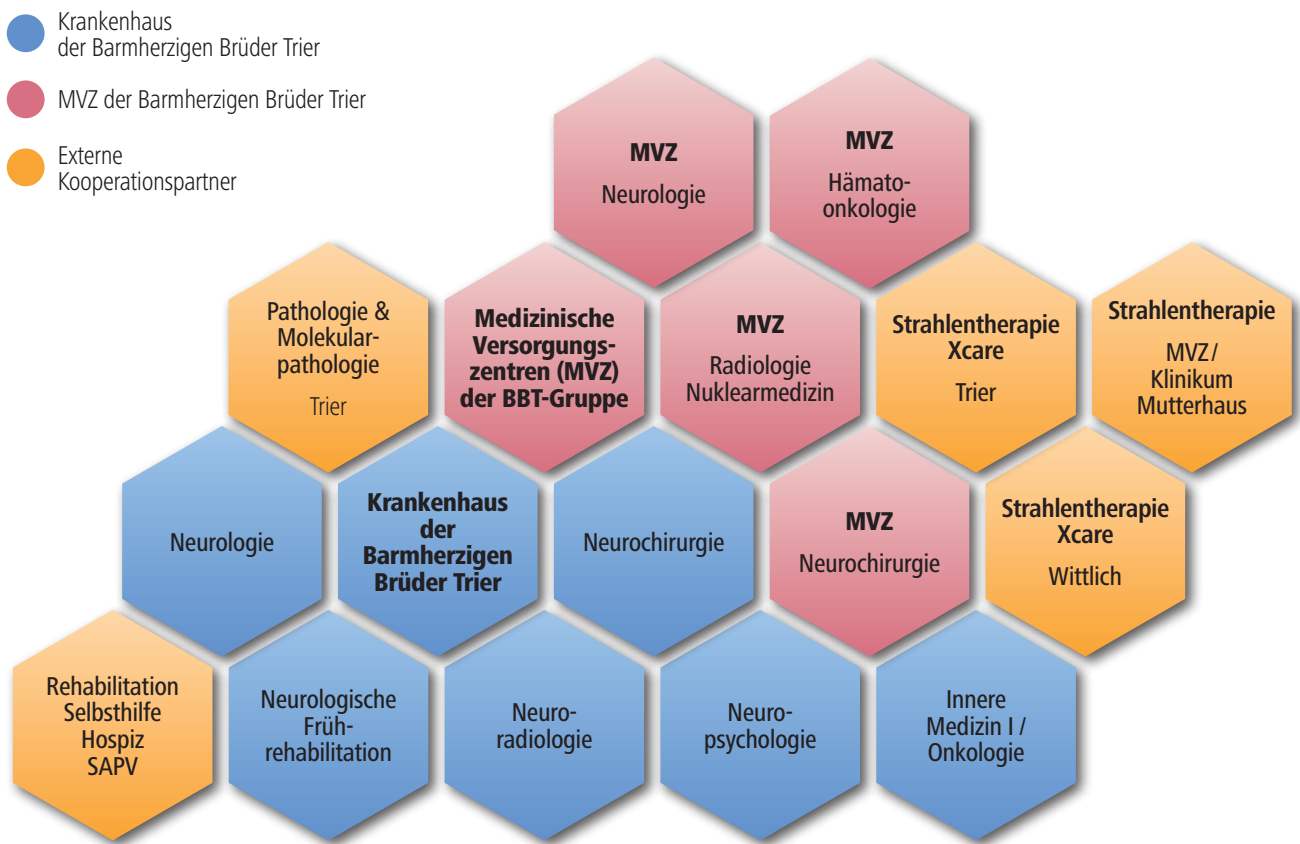 Krankenhaus
der Barmherzigen Brüder Trier
MVZ der Barmherzigen Brüder Trier
Externe
Kooperationspartner
MVZ
Neurologie
MVZ
Hämato-
onkologie
Pathologie &
Molekular-
pathologie
Trier
Medizinische
Versorgungs-
zentren (MVZ)
der BBT-Gruppe
MVZ
Radiologie
Nuklearmedizin
Strahlentherapie
Xcare
Trier
Strahlentherapie
MVZ/
Klinikum
Mutterhaus
Neurologie
Krankenhaus
der
Barmherzigen
Brüder Trier
Neurochirurgie
MVZ
Neurochirurgie
Strahlentherapie
Xcare
Wittlich
Rehabilitation
Selbsthilfe
Hospiz
SAPV
Neurologische
Früh-
rehabilitation
Neuro-
radiologie
Neuro-
psychologie
Innere
Medizin I /
Onkologie